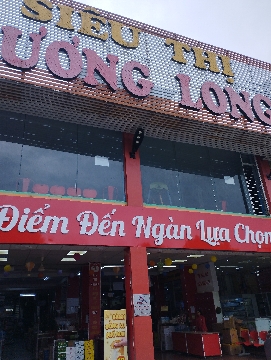 SIÊU THỊ
ƯƠNG LONG
Điểm Đến Ngàn Lựa Chọn